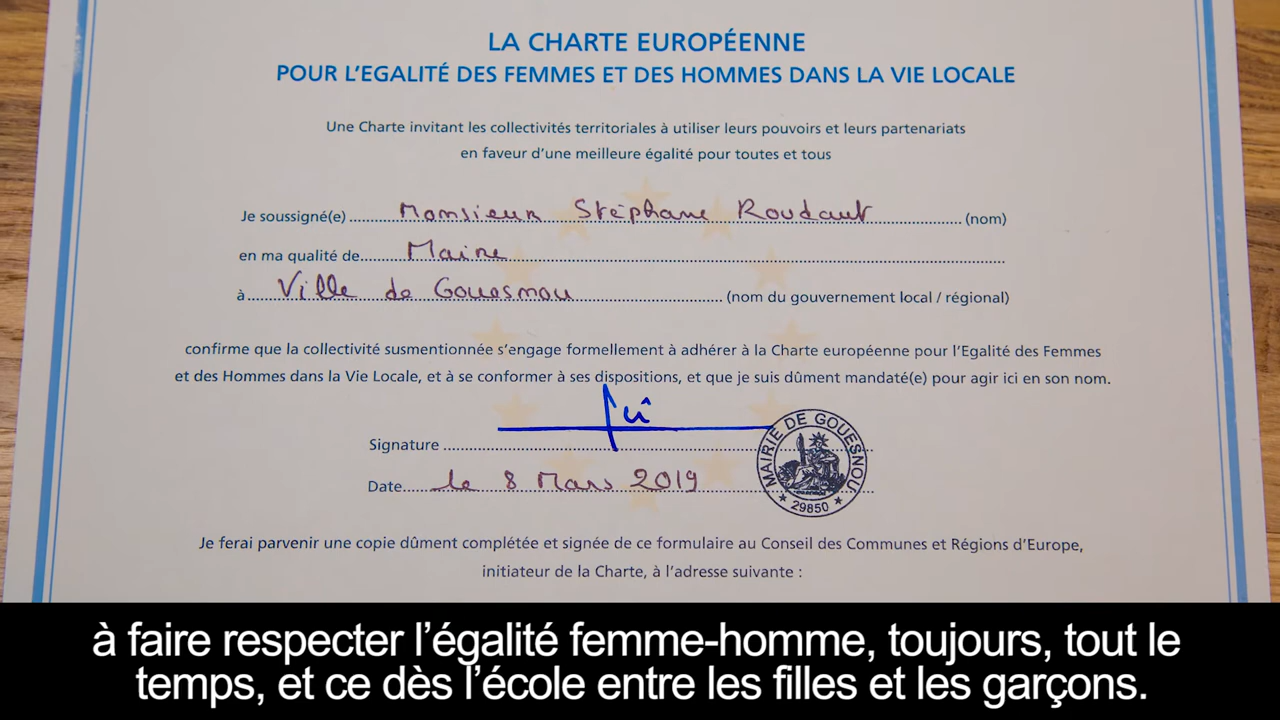 LA CHARTE EUROPÉENNE
POUR L'EGALITÉ DES FEMMES ET DES HOMMES DANS LA VIE LOCALE
Une Charte invitant les collectivités territoriales à utiliser leurs pouvoirs et leurs partenariats
en faveur d'une meilleure égalité pour toutes et tous
Je soussigné(e) Monsieur Stéphane Roudaut (nom)
en ma qualité de Maire
à Ville de Gouesnou (nom du gouvernement local / régional)
confirme que la collectivité susmentionnée s'engage formellement à adhérer à la Charte européenne pour l'Egalité des Femmes
et des Hommes dans la Vie Locale, et à se conformer à ses dispositions, et que je suis dûment mandaté(e) pour agir ici en son nom.
Signature
MAIRIE DE GOUESNOU
29850
Date le 8 Mars 2019
Je ferai parvenir une copie dûment complétée et signée de ce formulaire au Conseil des Communes et Régions d'Europe,
initiateur de la Charte, à l'adresse suivante :
à faire respecter l'égalité femme-homme, toujours, tout le
temps, et ce dès l'école entre les filles et les garçons.